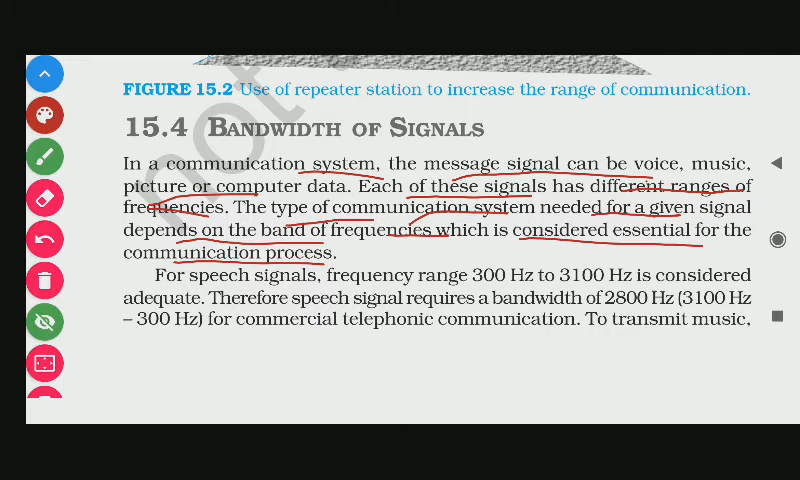 not
FIGURE 15.2 Use of repeater station to increase the range of communication.
15.4 BANDWIDTH OF SIGNALS
In a communication system, the message signal can be voice, music,
picture or computer data. Each of these signals has different ranges of
frequencies. The type of communication system needed for a given signal
depends on the band of frequencies which is considered essential for the
communication process.
For speech signals, frequency range 300 Hz to 3100 Hz is considered
adequate. Therefore speech signal requires a bandwidth of 2800 Hz (3100 Hz
– 300 Hz) for commercial telephonic communication. To transmit music,